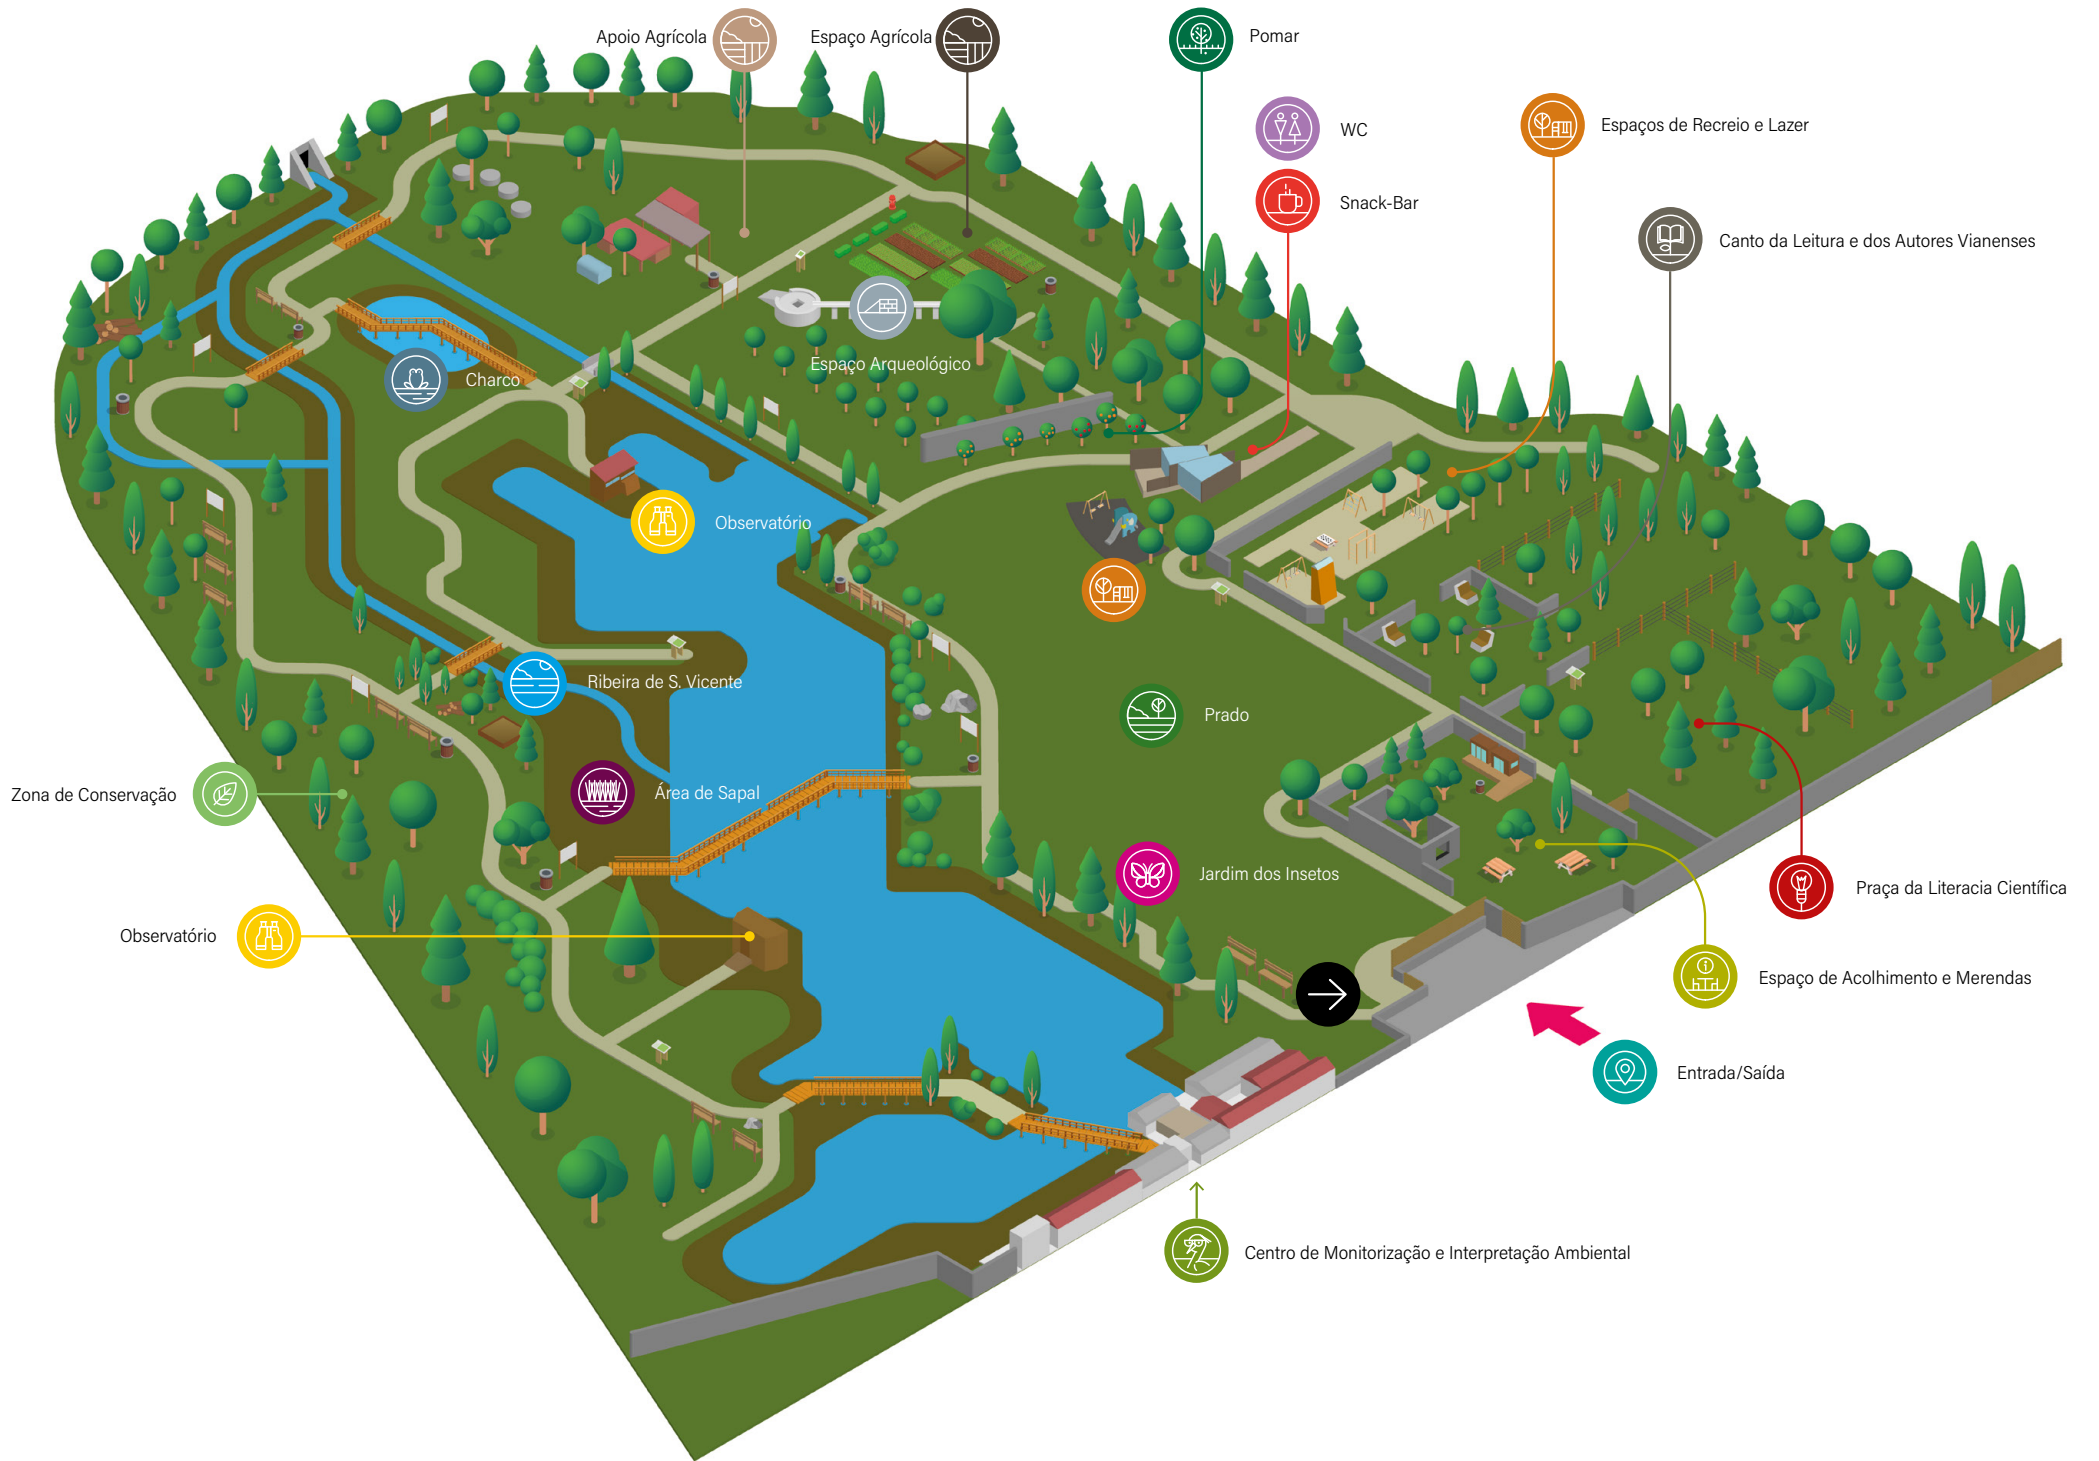 Apoio Agrícola
Espaço Agrícola
Pomar
WC
Espaços de Recreio e Lazer
Snack-Bar
Canto da Leitura e dos Autores Vianenses
Espaço Arqueológico
Charco
Observatório
Ribeira de S. Vicente
Prado
Zona de Conservação
Área de Sapal
Jardim dos Insetos
Praça da Literacia Científica
Observatório
Espaço de Acolhimento e Merendas
Entrada/Saída
Centro de Monitorização e Interpretação Ambiental